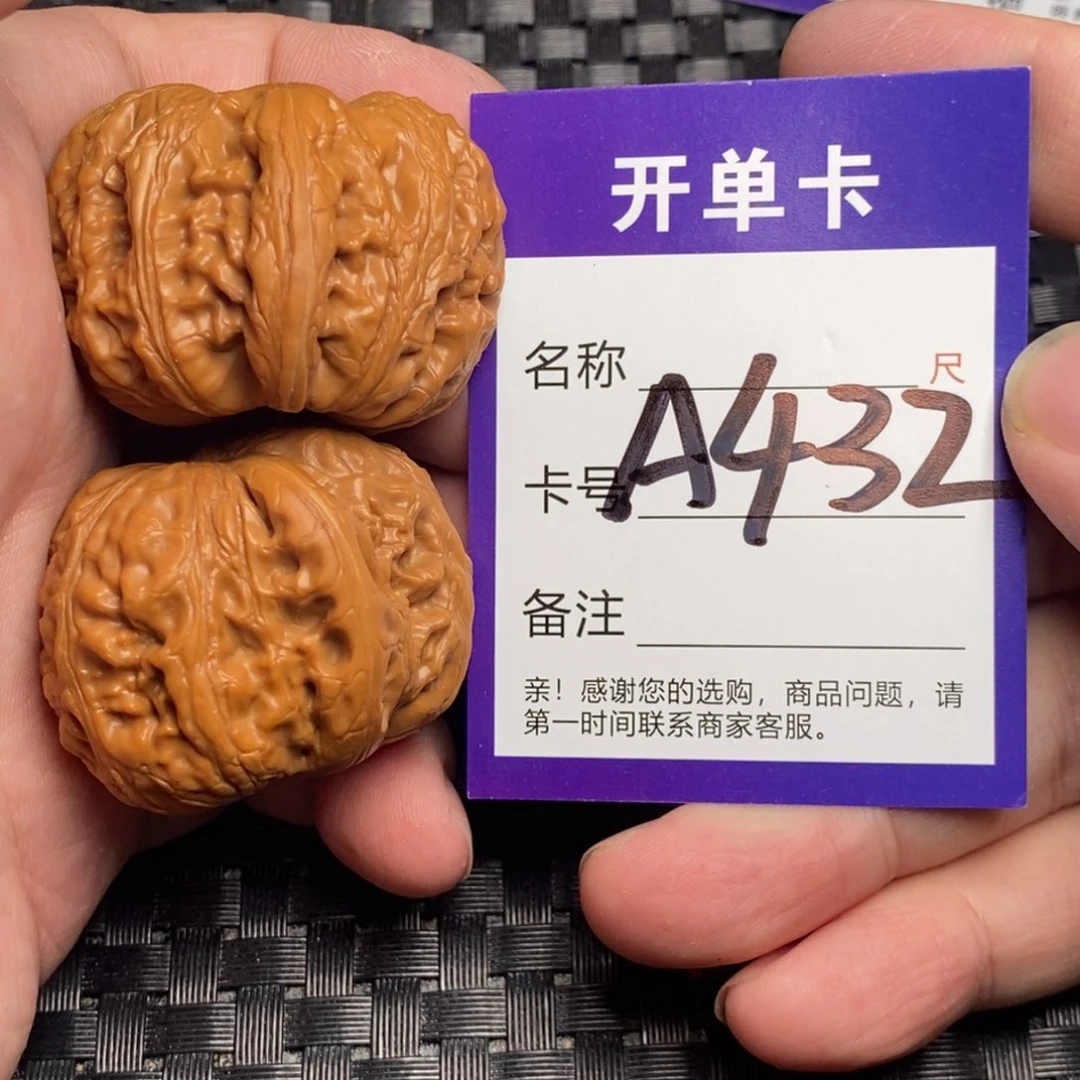 开单卡
名称 尺
A432
卡号
备注
亲！感谢您的选购，商品问题，请
第一时间联系商家客服。